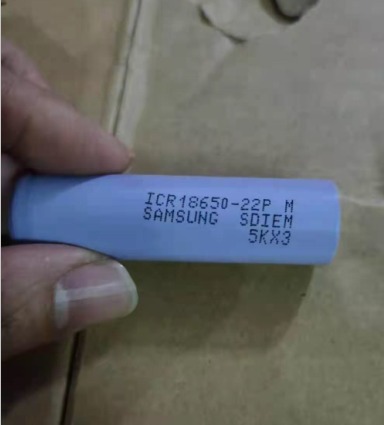 ICR18650-22P M
SAMSUNG SDIEM
5KX3